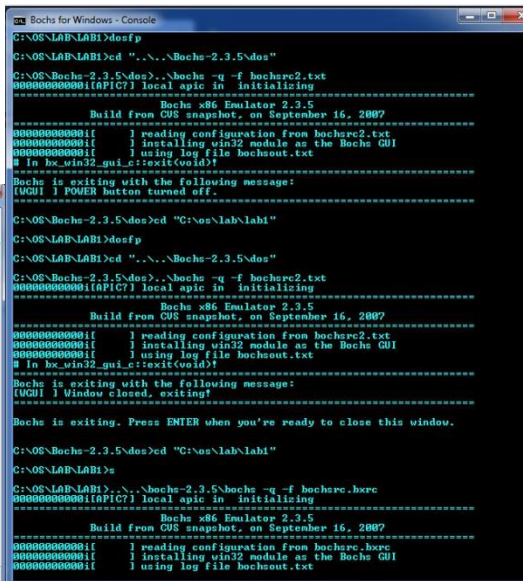 Bochs for Windows - Console
C:\OS\LAB\LAB1>dosfp
C:\OS\LAB\LAB1>cd "..\..\Bochs-2.3.5\dos"
C:\OS\Bochs-2.3.5\dos>..\bochs -q -f bochsrc2.txt
00000000000i[APIC?] local apic in  initializing
========================================================================
Bochs x86 Emulator 2.3.5
Build from CVS snapshot, on September 16, 2007
========================================================================
00000000000i[     ] reading configuration from bochsrc2.txt
00000000000i[     ] installing win32 module as the Bochs GUI
00000000000i[     ] using log file bochsout.txt
# In bx_win32_gui_c::exit(void)!
========================================================================
Bochs is exiting with the following message:
[WGUI ] POWER button turned off.
========================================================================
C:\OS\Bochs-2.3.5\dos>cd "C:\os\lab\lab1"
C:\OS\LAB\LAB1>dosfp
C:\OS\LAB\LAB1>cd "..\..\Bochs-2.3.5\dos"
C:\OS\Bochs-2.3.5\dos>..\bochs -q -f bochsrc2.txt
00000000000i[APIC?] local apic in  initializing
========================================================================
Bochs x86 Emulator 2.3.5
Build from CVS snapshot, on September 16, 2007
========================================================================
00000000000i[     ] reading configuration from bochsrc2.txt
00000000000i[     ] installing win32 module as the Bochs GUI
00000000000i[     ] using log file bochsout.txt
# In bx_win32_gui_c::exit(void)!
========================================================================
Bochs is exiting with the following message:
[WGUI ] Window closed, exiting!
========================================================================
Bochs is exiting. Press ENTER when you're ready to close this window.
C:\OS\Bochs-2.3.5\dos>cd "C:\os\lab\lab1"
C:\OS\LAB\LAB1>s
C:\OS\LAB\LAB1>..\..\bochs-2.3.5\bochs -q -f bochsrc.bxrc
00000000000i[APIC?] local apic in  initializing
========================================================================
Bochs x86 Emulator 2.3.5
Build from CVS snapshot, on September 16, 2007
========================================================================
00000000000i[     ] reading configuration from bochsrc.bxrc
00000000000i[     ] installing win32 module as the Bochs GUI
00000000000i[     ] using log file bochsout.txt